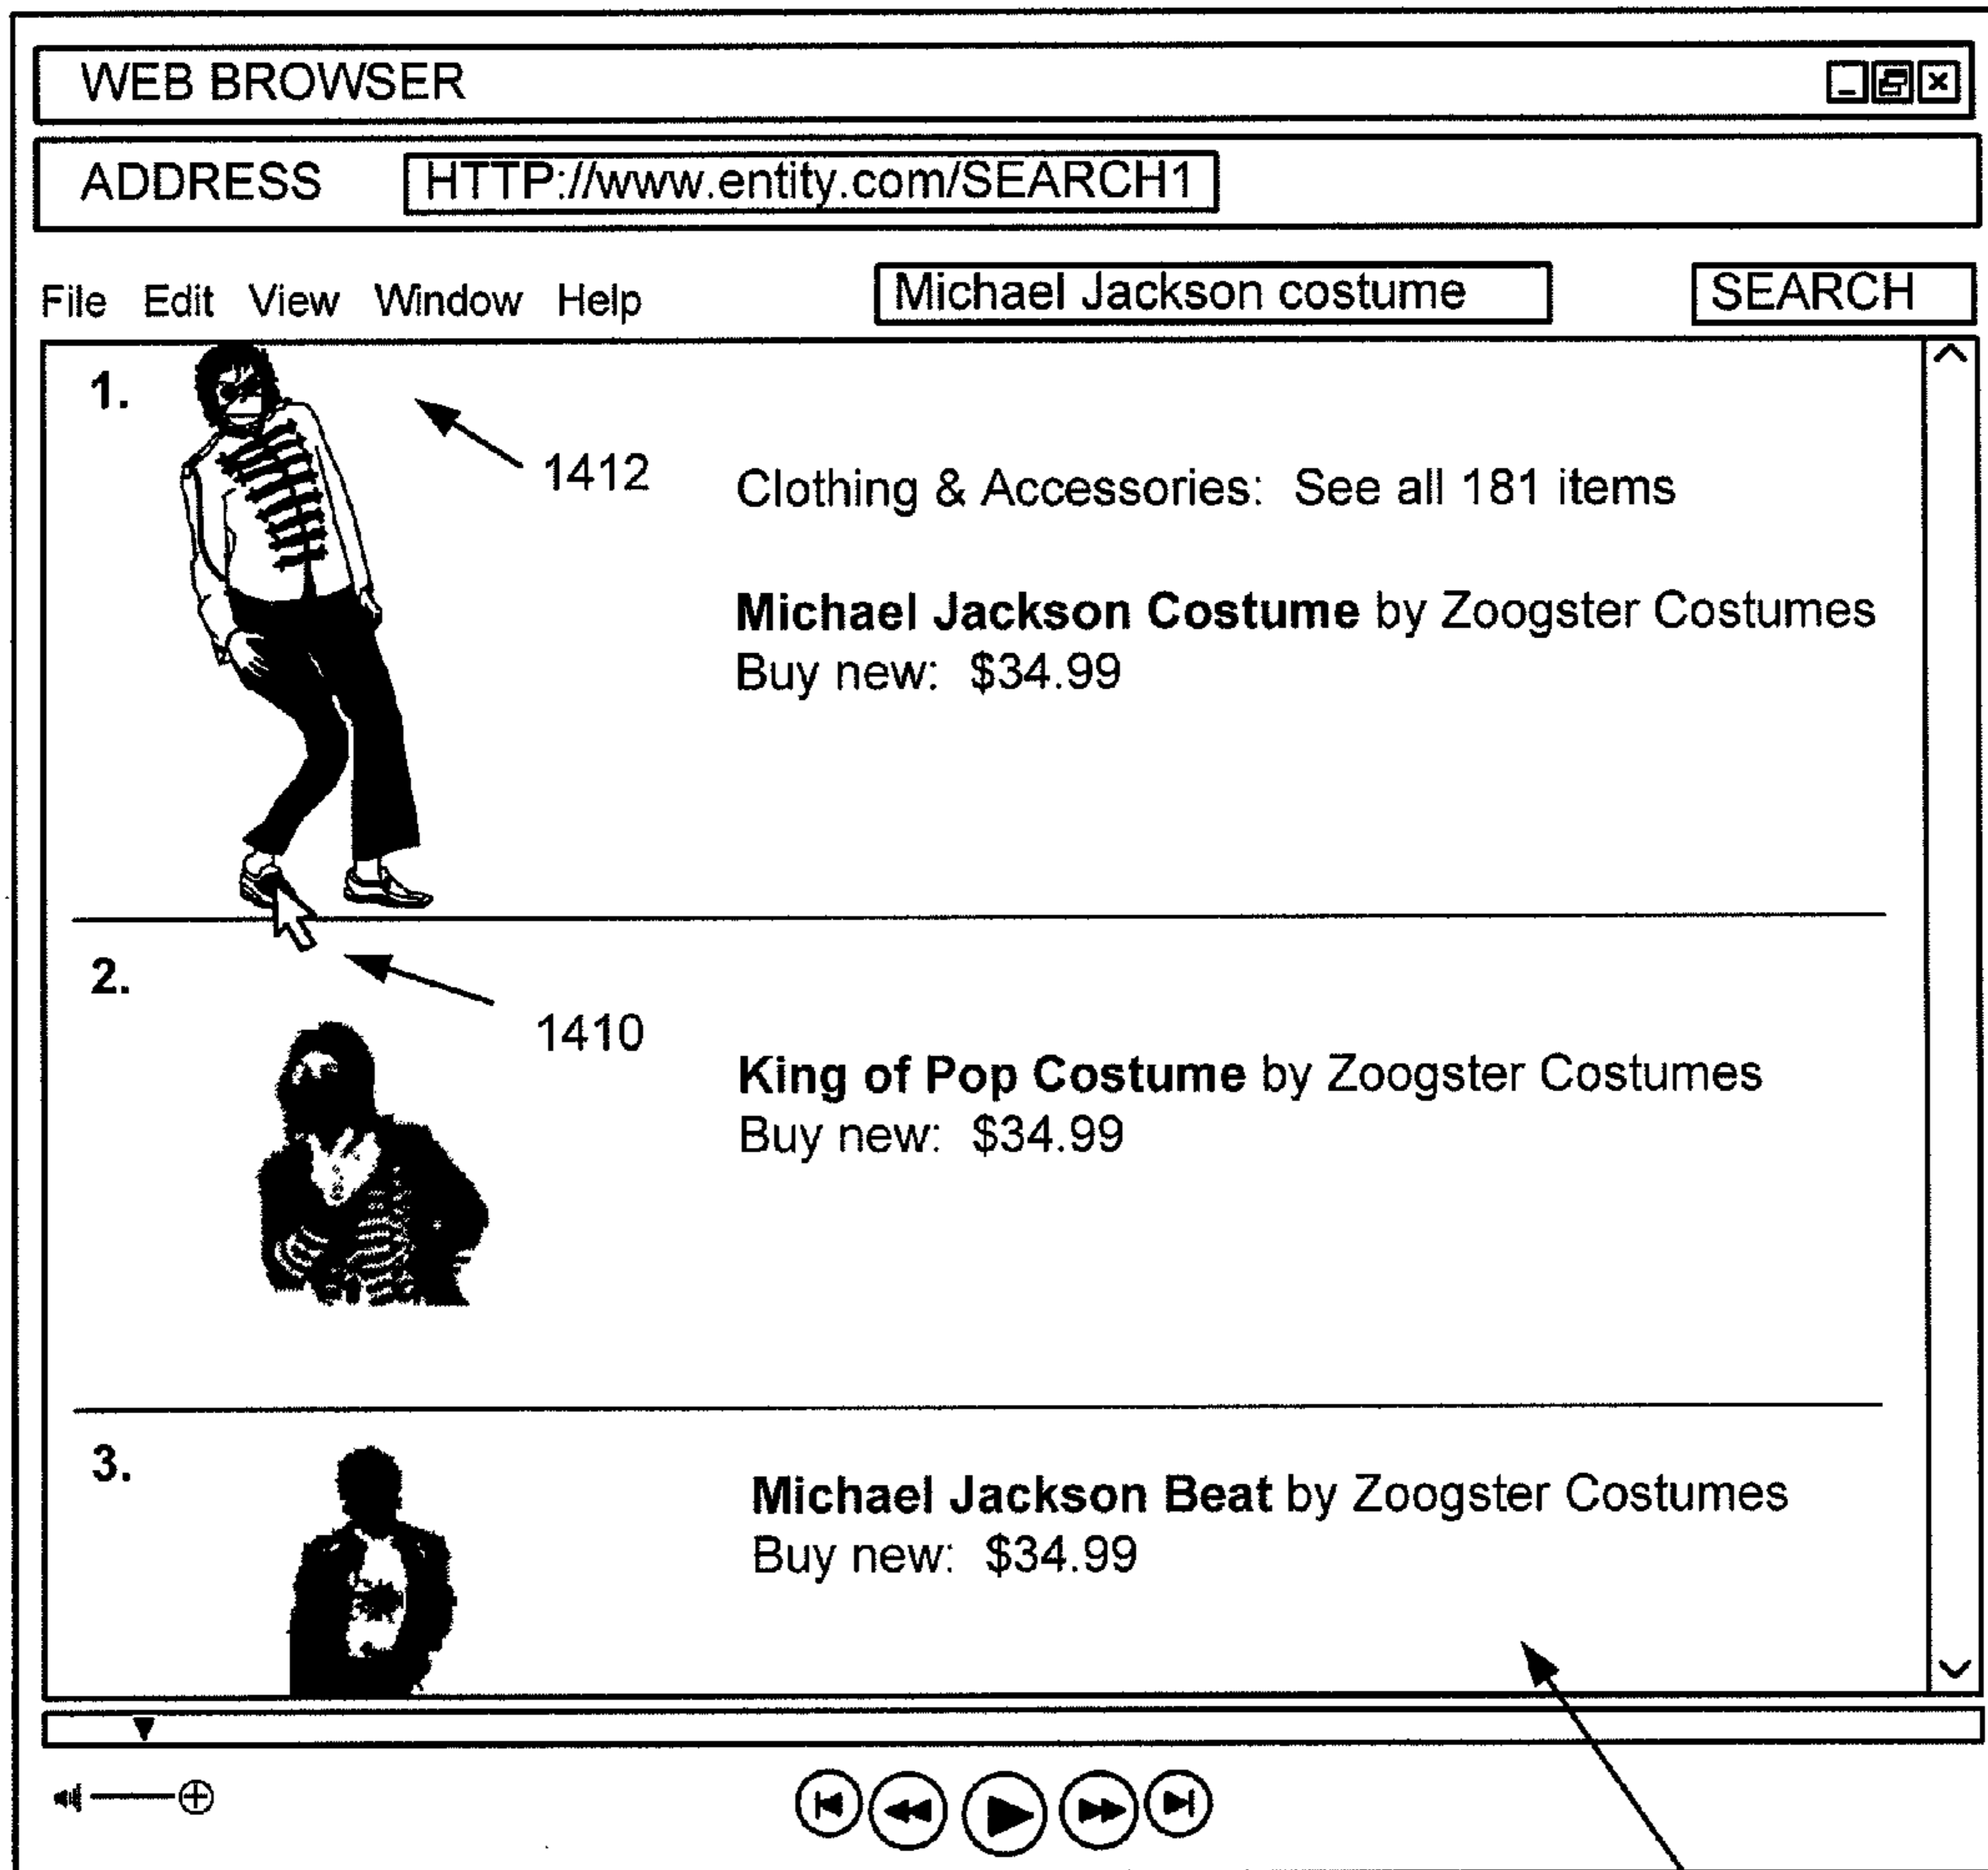 WEB BROWSER
ADDRESS HTTP://www.entity.com/SEARCH1
File Edit View Window Help Michael Jackson costume SEARCH
1.
1412
Clothing & Accessories: See all 181 items
Michael Jackson Costume by Zoogster Costumes
Buy new: $34.99
2.
1410
King of Pop Costume by Zoogster Costumes
Buy new: $34.99
3.
Michael Jackson Beat by Zoogster Costumes
Buy new: $34.99